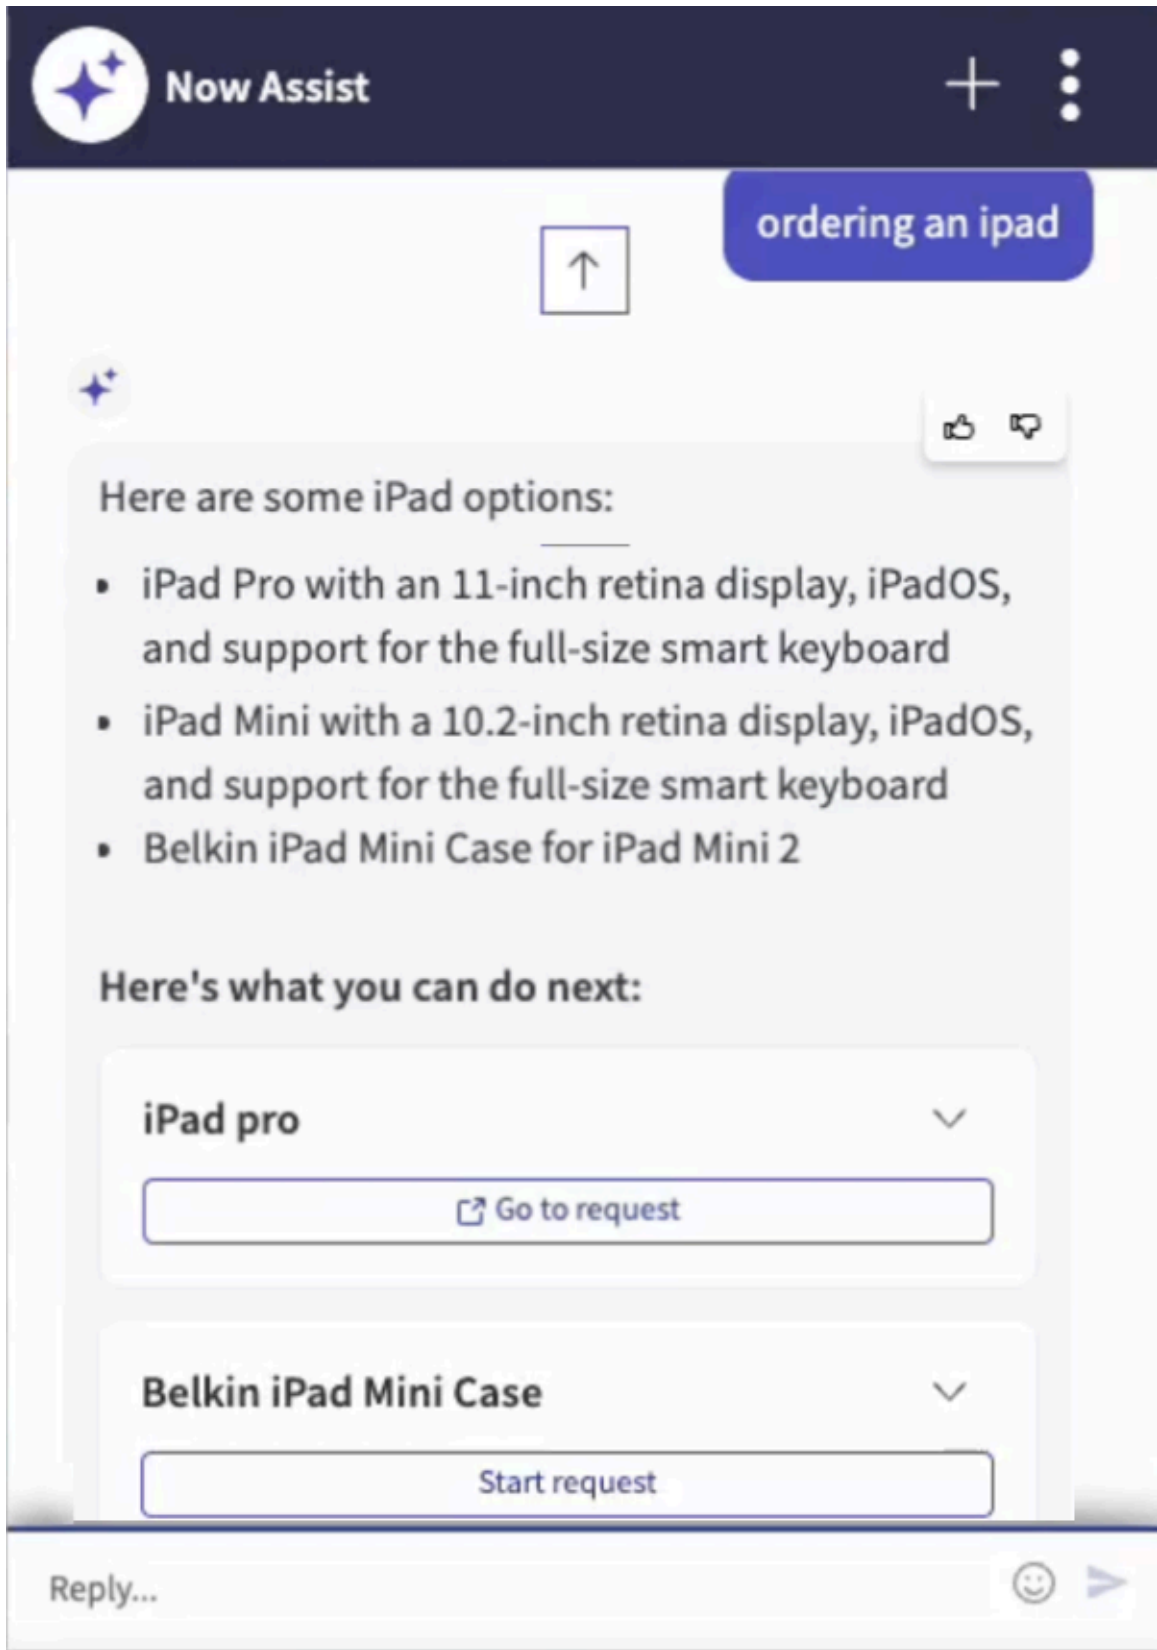 Now Assist
ordering an ipad
Here are some iPad options:
iPad Pro with an 11-inch retina display, iPadOS,
and support for the full-size smart keyboard
iPad Mini with a 10.2-inch retina display, iPadOS,
and support for the full-size smart keyboard
Belkin iPad Mini Case for iPad Mini 2
Here's what you can do next:
iPad pro
Go to request
Belkin iPad Mini Case
Start request
Reply...